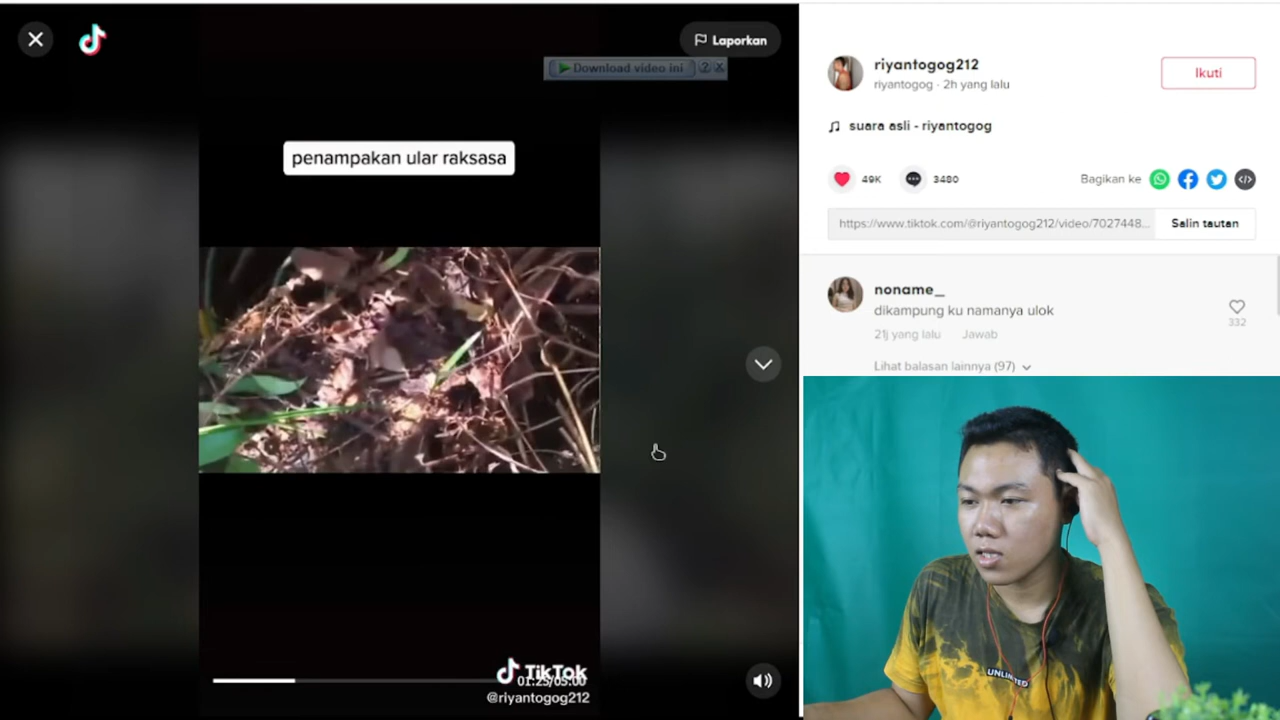 Laporkan
Download video ini
penampakan ular raksasa
TikTok
01:25/05:00
@riyantogog212
riyantogog212
riyantogog · 2h yang lalu
Ikuti
suara asli - riyantogog
49K
3480
Bagikan ke
https://www.tiktok.com/@riyantogog212/video/7027448...
Salin tautan
noname_
dikampung ku namanya ulok
332
21j yang lalu
Jawab
Lihat balasan lainnya (97)
UNLIMITED